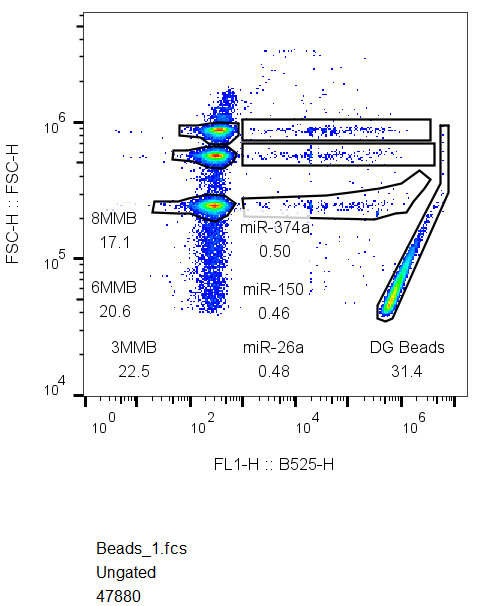 FSC-H :: FSC-H
10^6
10^5
10^4
8MMB
17.1
miR-374a
0.50
6MMB
20.6
miR-150
0.46
3MMB
22.5
miR-26a
0.48
DG Beads
31.4
10^0 10^2 10^4 10^6
FL1-H :: B525-H
Beads_1.fcs
Ungated
47880